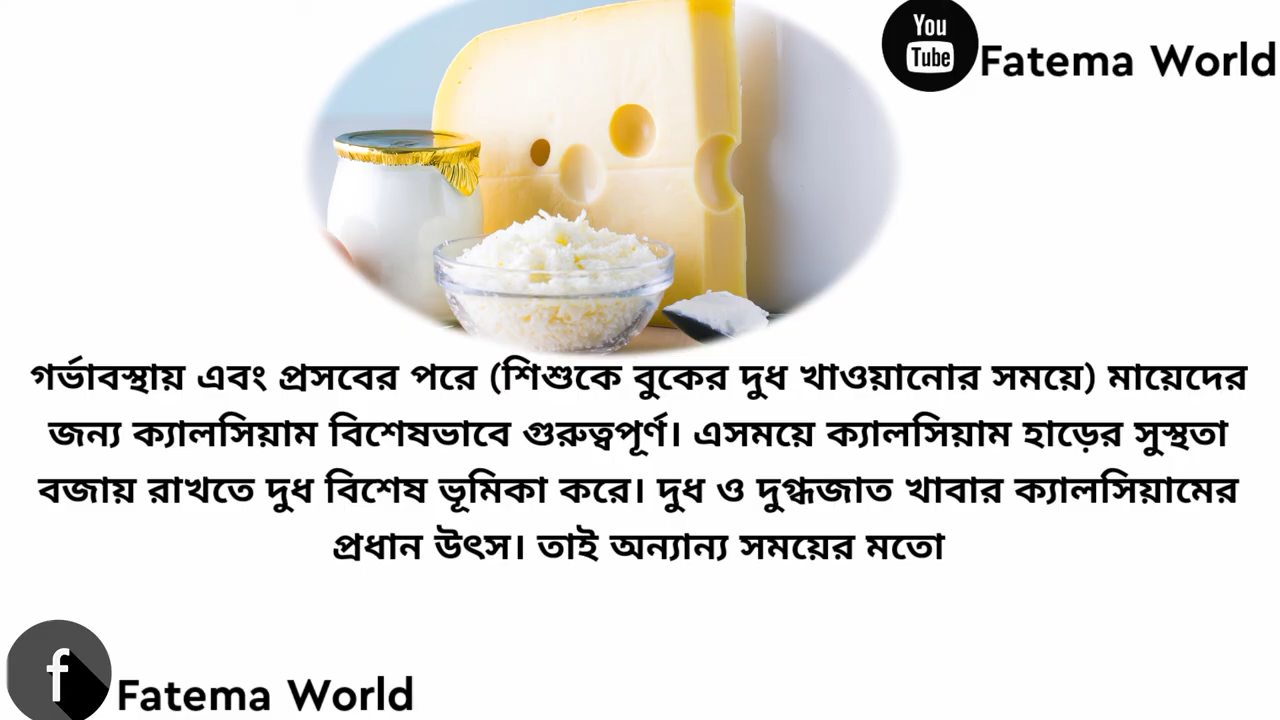 You
Tube
Fatema World
গর্ভাবস্থায় এবং প্রসবের পরে (শিশুকে বুকের দুধ খাওয়ানোর সময়ে) মায়েদের
জন্য ক্যালসিয়াম বিশেষভাবে গুরুত্বপূর্ণ। এসময়ে ক্যালসিয়াম হাড়ের সুস্থতা
বজায় রাখতে দুধ বিশেষ ভূমিকা করে। দুধ ও দুগ্ধজাত খাবার ক্যালসিয়ামের
প্রধান উৎস। তাই অন্যান্য সময়ের মতো
f
Fatema World